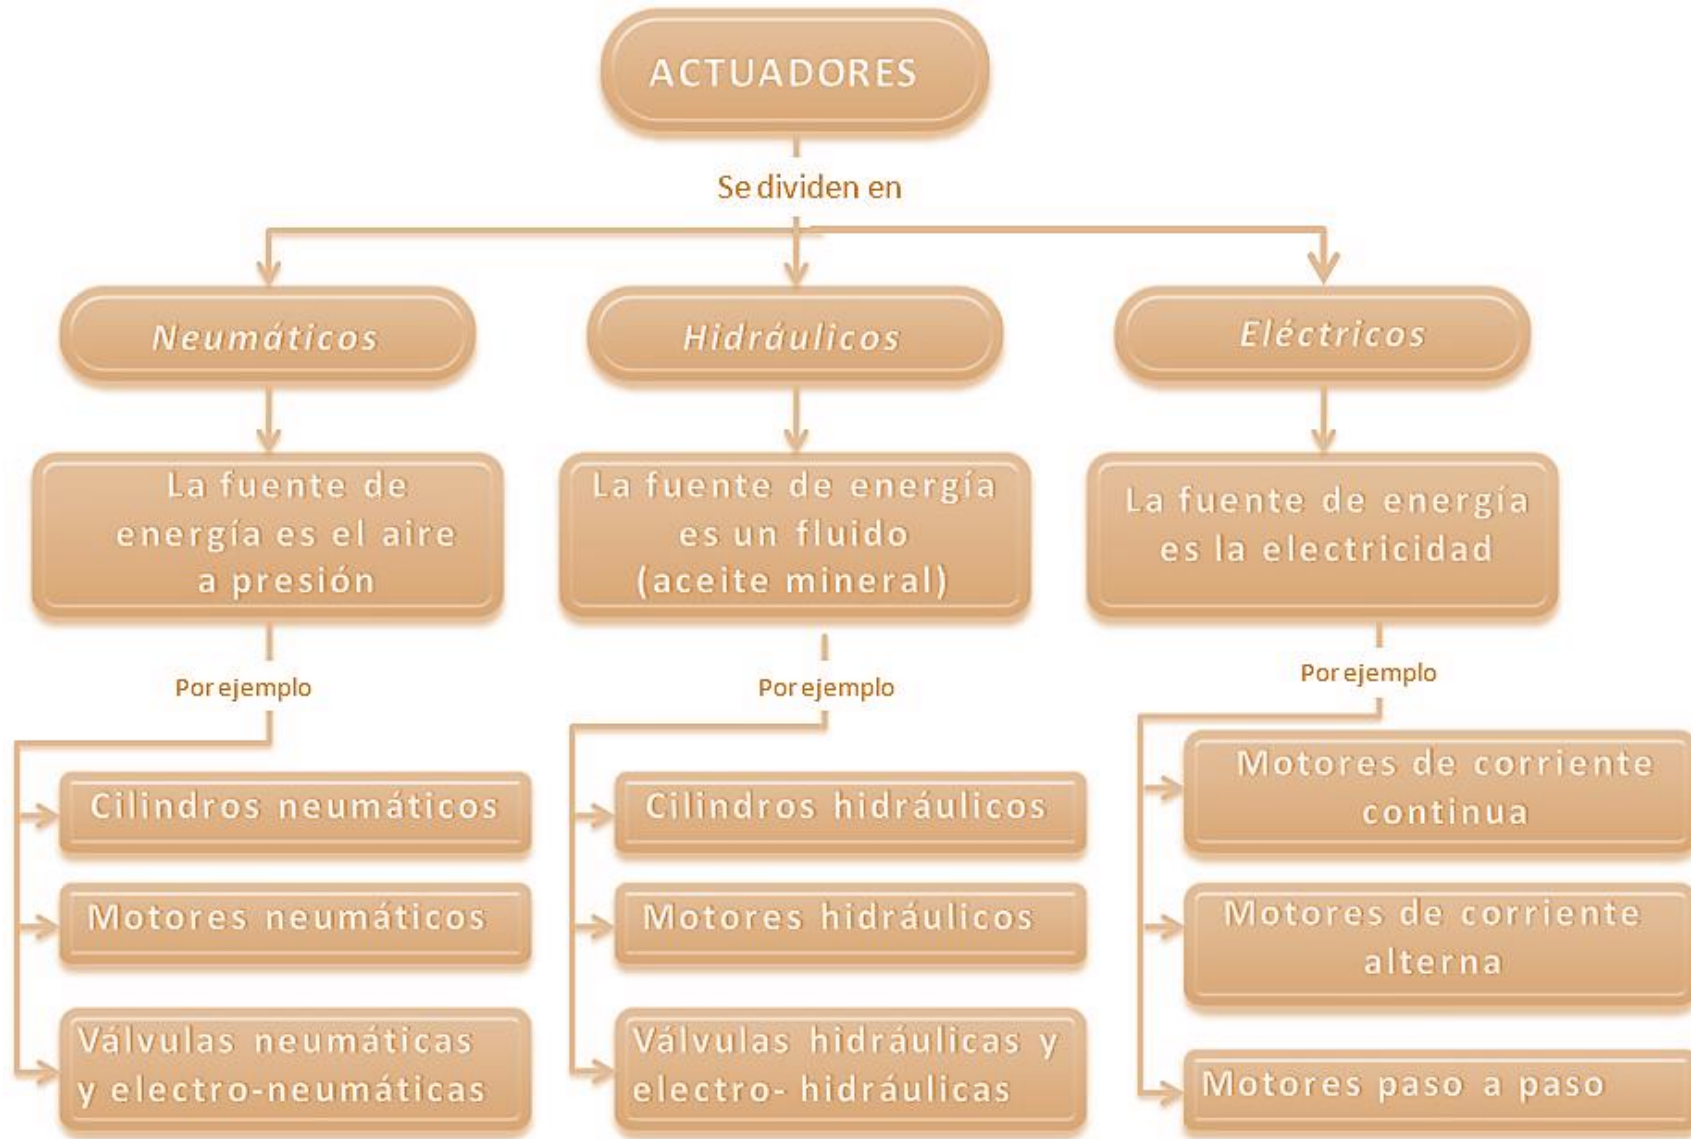 ACTUADORES
Se dividen en
Neumáticos
Hidráulicos
Eléctricos
La fuente de
energía es el aire
a presión
La fuente de energía
es un fluido
(aceite mineral)
La fuente de energía
es la electricidad
Por ejemplo
Cilindros neumáticos
Motores neumáticos
Válvulas neumáticas
y electro-neumáticas
Por ejemplo
Cilindros hidráulicos
Motores hidráulicos
Válvulas hidráulicas y
electro- hidráulicas
Por ejemplo
Motores de corriente
continua
Motores de corriente
alterna
Motores paso a paso